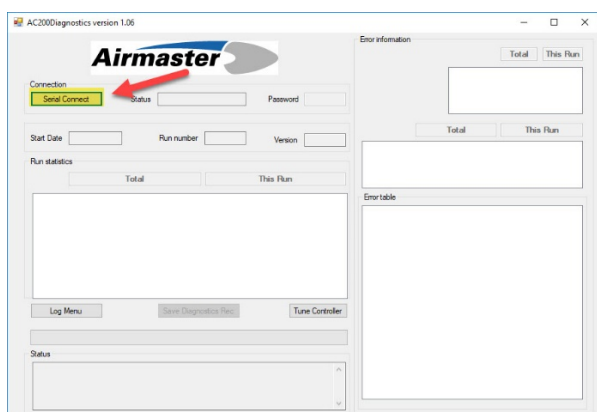 AC200Diagnostics version 1.06
Airmaster
Connection
Serial Connect
Status
Password
Start Date
Run number
Version
Run statistics
Total
This Run
Log Menu
Save Diagnostics Rec
Tune Controller
Status
Error information
Total
This Run
Total
This Run
Error table